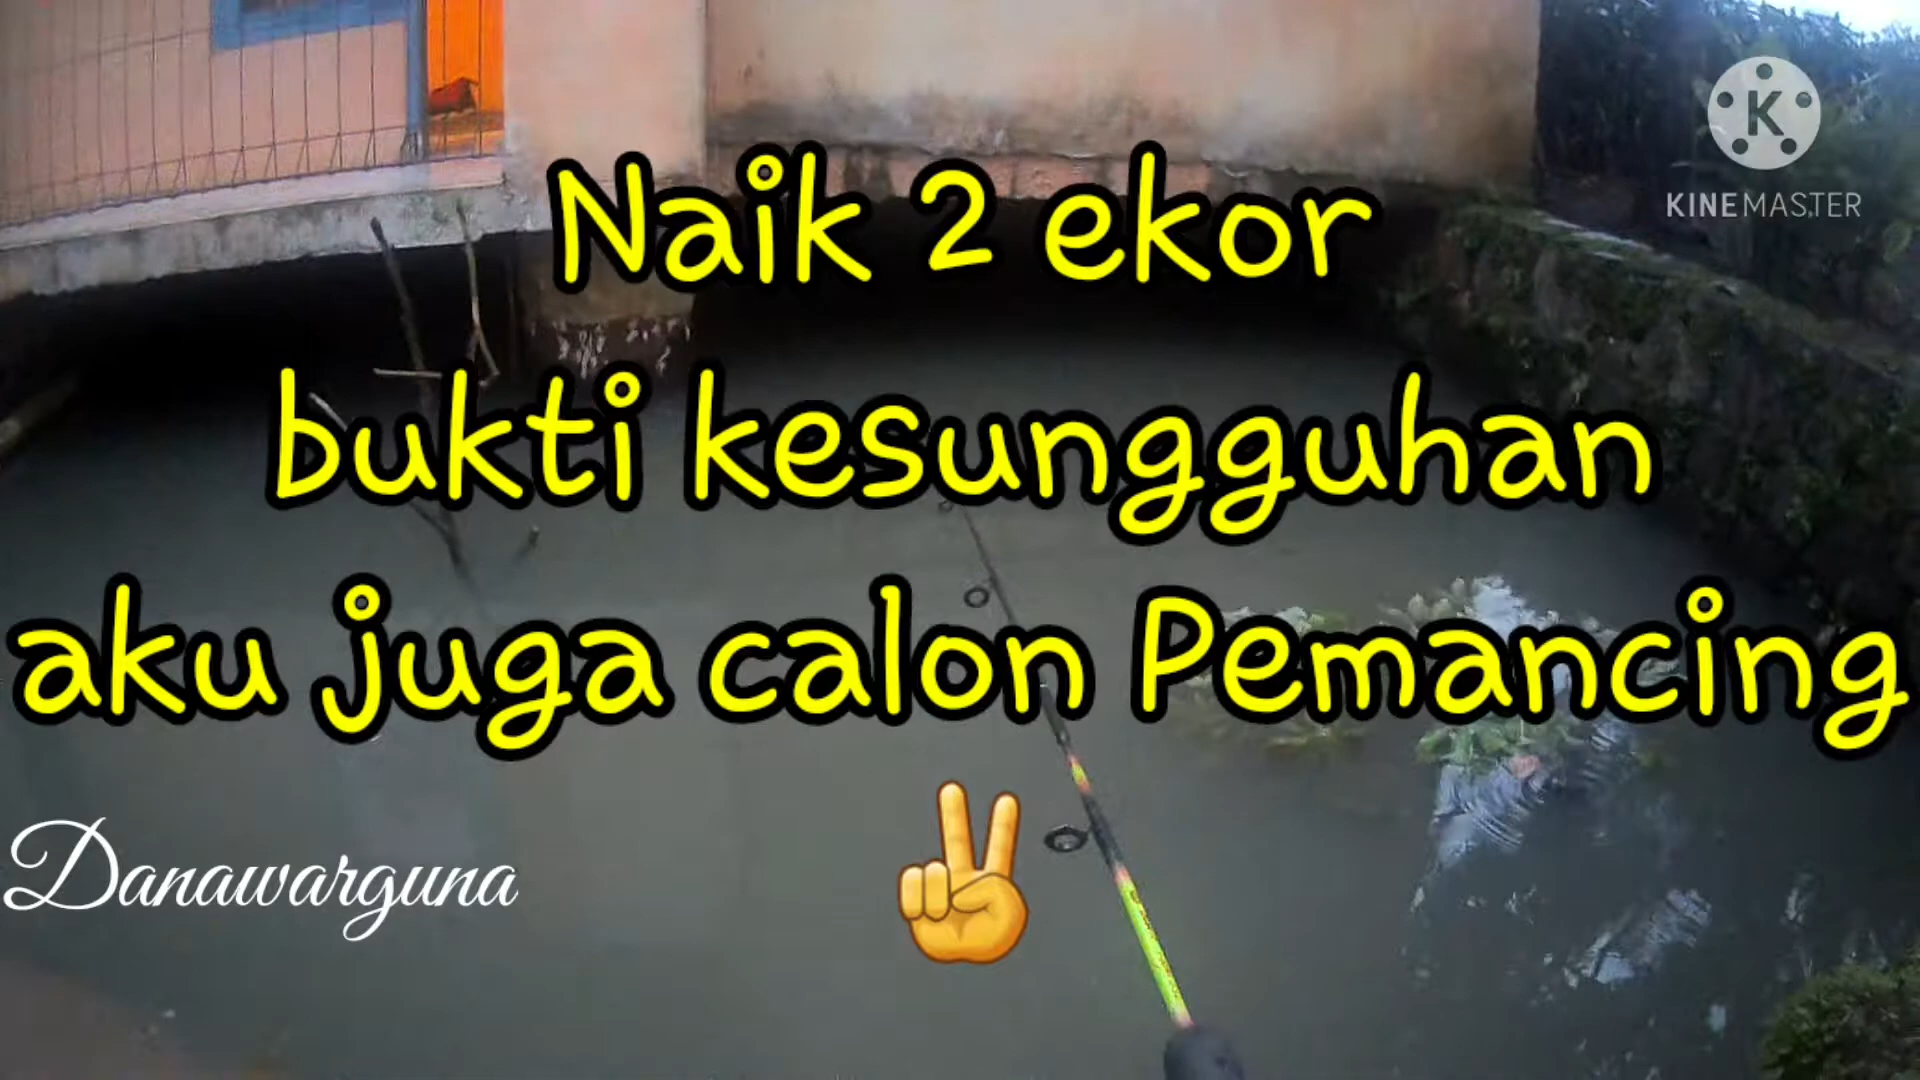 K
KINEMASTER
Naik 2 ekor
bukti kesungguhan
aku juga calon Pemancing
✌
Danawarguna